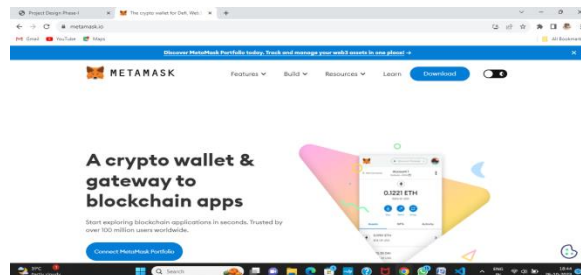 Project Design Phase-I
The crypto wallet for Defi, Web3
metamask.io
Gmail
YouTube
Maps
All Bookmarks
Discover MetaMask Portfolio today. Track and manage your web3 assets in one place! →
METAMASK
Features
Build
Resources
Learn
Download
A crypto wallet &
gateway to
blockchain apps
Start exploring blockchain applications in seconds. Trusted by
over 100 million users worldwide.
Connect MetaMask Portfolio
0.1221 ETH
Search
ENG
18:44